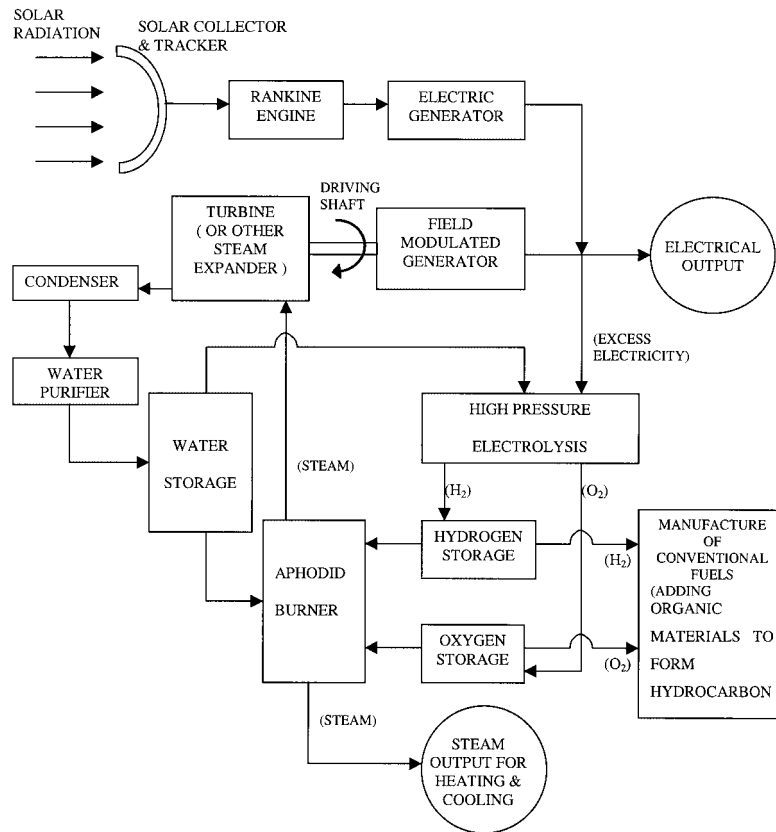 SOLAR
RADIATION
SOLAR COLLECTOR
& TRACKER
RANKINE
ENGINE
ELECTRIC
GENERATOR
DRIVING
SHAFT
TURBINE
( OR OTHER
STEAM
EXPANDER )
FIELD
MODULATED
GENERATOR
ELECTRICAL
OUTPUT
CONDENSER
(EXCESS
ELECTRICITY)
WATER
PURIFIER
WATER
STORAGE
HIGH PRESSURE
ELECTROLYSIS
(STEAM)
(H₂)
(O₂)
HYDROGEN
STORAGE
(H₂)
MANUFACTURE
OF
CONVENTIONAL
FUELS
(ADDING
ORGANIC
MATERIALS TO
FORM
HYDROCARBON
APHODID
BURNER
OXYGEN
STORAGE
(O₂)
(STEAM)
STEAM
OUTPUT FOR
HEATING &
COOLING